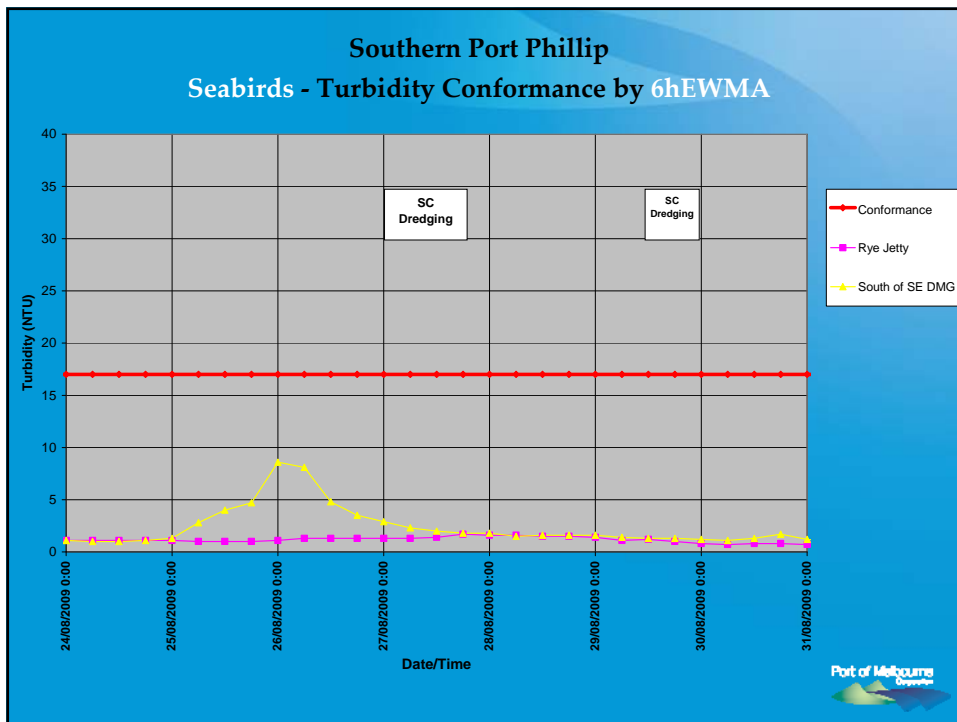 Southern Port Phillip
Seabirds - Turbidity Conformance by 6hEWMA
40
35
30
25
20
15
10
5
0
Turbidity (NTU)
SC
Dredging
SC
Dredging
Conformance
Rye Jetty
South of SE DMG
24/08/2009 0:00
25/08/2009 0:00
26/08/2009 0:00
27/08/2009 0:00
28/08/2009 0:00
29/08/2009 0:00
30/08/2009 0:00
31/08/2009 0:00
Date/Time
Port of Melbourne
Corporation